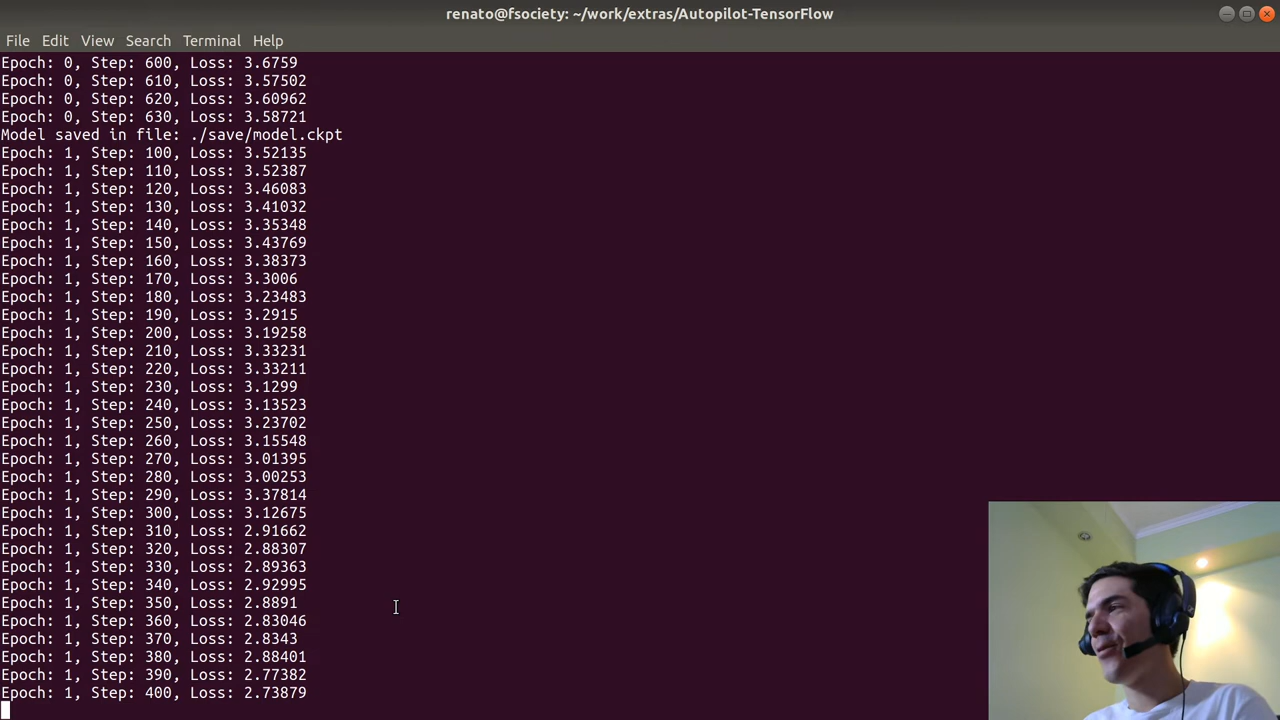 renato@fsociety: ~/work/extras/Autopilot-TensorFlow
File Edit View Search Terminal Help
Epoch: 0, Step: 600, Loss: 3.6759
Epoch: 0, Step: 610, Loss: 3.57502
Epoch: 0, Step: 620, Loss: 3.60962
Epoch: 0, Step: 630, Loss: 3.58721
Model saved in file: ./save/model.ckpt
Epoch: 1, Step: 100, Loss: 3.52135
Epoch: 1, Step: 110, Loss: 3.52387
Epoch: 1, Step: 120, Loss: 3.46083
Epoch: 1, Step: 130, Loss: 3.41032
Epoch: 1, Step: 140, Loss: 3.35348
Epoch: 1, Step: 150, Loss: 3.43769
Epoch: 1, Step: 160, Loss: 3.38373
Epoch: 1, Step: 170, Loss: 3.3006
Epoch: 1, Step: 180, Loss: 3.23483
Epoch: 1, Step: 190, Loss: 3.2915
Epoch: 1, Step: 200, Loss: 3.19258
Epoch: 1, Step: 210, Loss: 3.33231
Epoch: 1, Step: 220, Loss: 3.33211
Epoch: 1, Step: 230, Loss: 3.1299
Epoch: 1, Step: 240, Loss: 3.13523
Epoch: 1, Step: 250, Loss: 3.23702
Epoch: 1, Step: 260, Loss: 3.15548
Epoch: 1, Step: 270, Loss: 3.01395
Epoch: 1, Step: 280, Loss: 3.00253
Epoch: 1, Step: 290, Loss: 3.37814
Epoch: 1, Step: 300, Loss: 3.12675
Epoch: 1, Step: 310, Loss: 2.91662
Epoch: 1, Step: 320, Loss: 2.88307
Epoch: 1, Step: 330, Loss: 2.89363
Epoch: 1, Step: 340, Loss: 2.92995
Epoch: 1, Step: 350, Loss: 2.8891
Epoch: 1, Step: 360, Loss: 2.83046
Epoch: 1, Step: 370, Loss: 2.8343
Epoch: 1, Step: 380, Loss: 2.88401
Epoch: 1, Step: 390, Loss: 2.77382
Epoch: 1, Step: 400, Loss: 2.73879